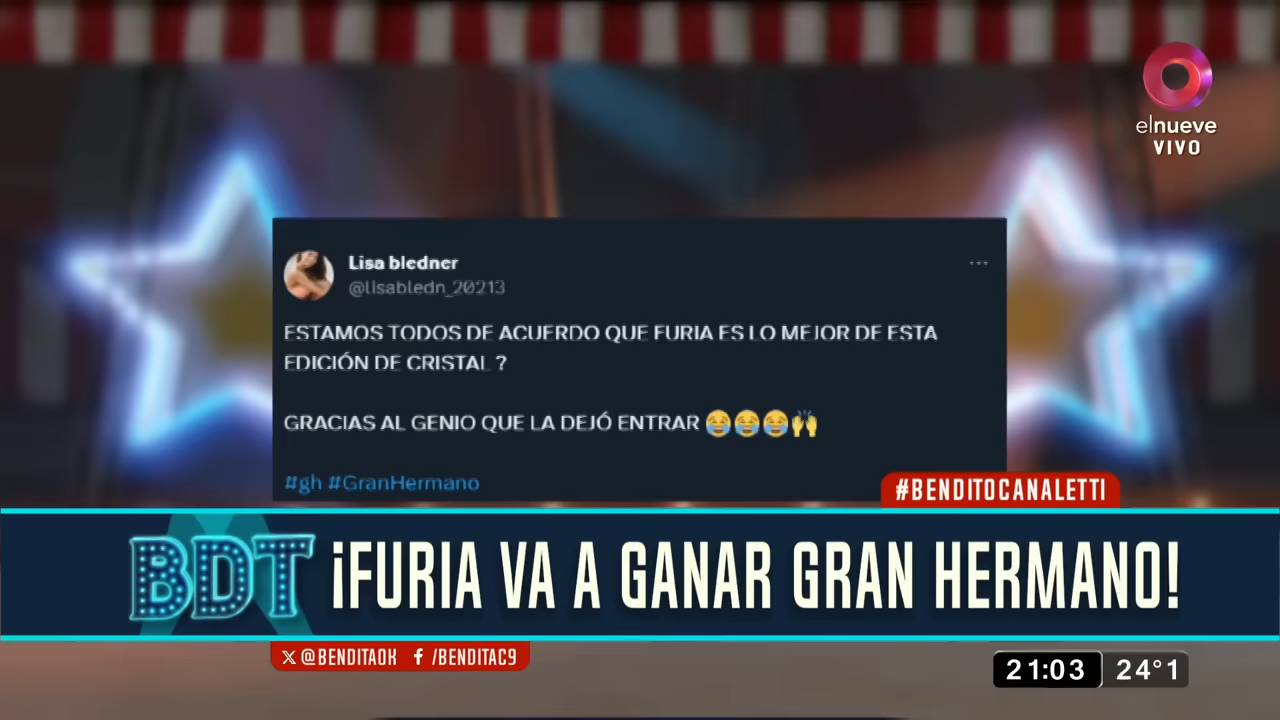 elnueve
VIVO
Lisa bledner
@lisabledn_20213
ESTAMOS TODOS DE ACUERDO QUE FURIA ES LO MEJOR DE ESTA
EDICIÓN DE CRISTAL ?
GRACIAS AL GENIO QUE LA DEJÓ ENTRAR 😭😭😭🙌
#gh #GranHermano
#BENDITOCANALETTI
BDT
¡FURIA VA A GANAR GRAN HERMANO!
@BENDITAOK /BENDITAC9
21:03 24°1